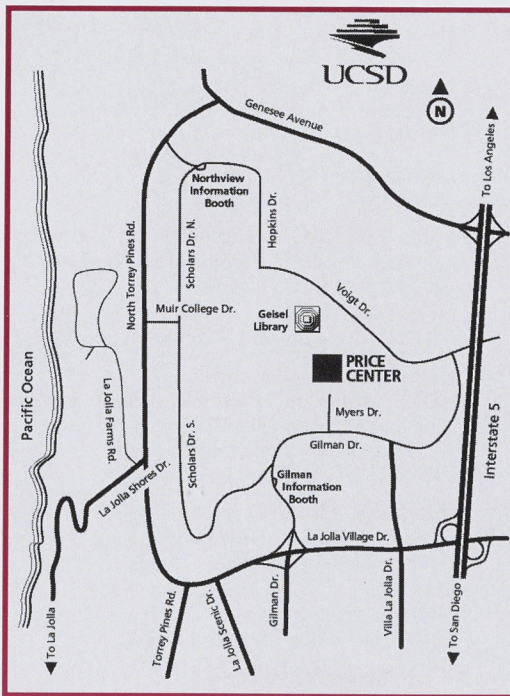 UCSD
N
Genesee Avenue
To Los Angeles
Northview
Information
Booth
North Torrey Pines Rd.
Scholars Dr. N.
Hopkins Dr.
Voigt Dr.
Muir College Dr.
Geisel
Library
PRICE
CENTER
Pacific Ocean
La Jolla Farms Rd.
Myers Dr.
Interstate 5
Scholars Dr. S.
Gilman Dr.
La Jolla Shores Dr.
Gilman
Information
Booth
La Jolla Village Dr.
To La Jolla
Torrey Pines Rd.
La Jolla Scenic Dr.
Gilman Dr.
Villa La Jolla Dr.
To San Diego